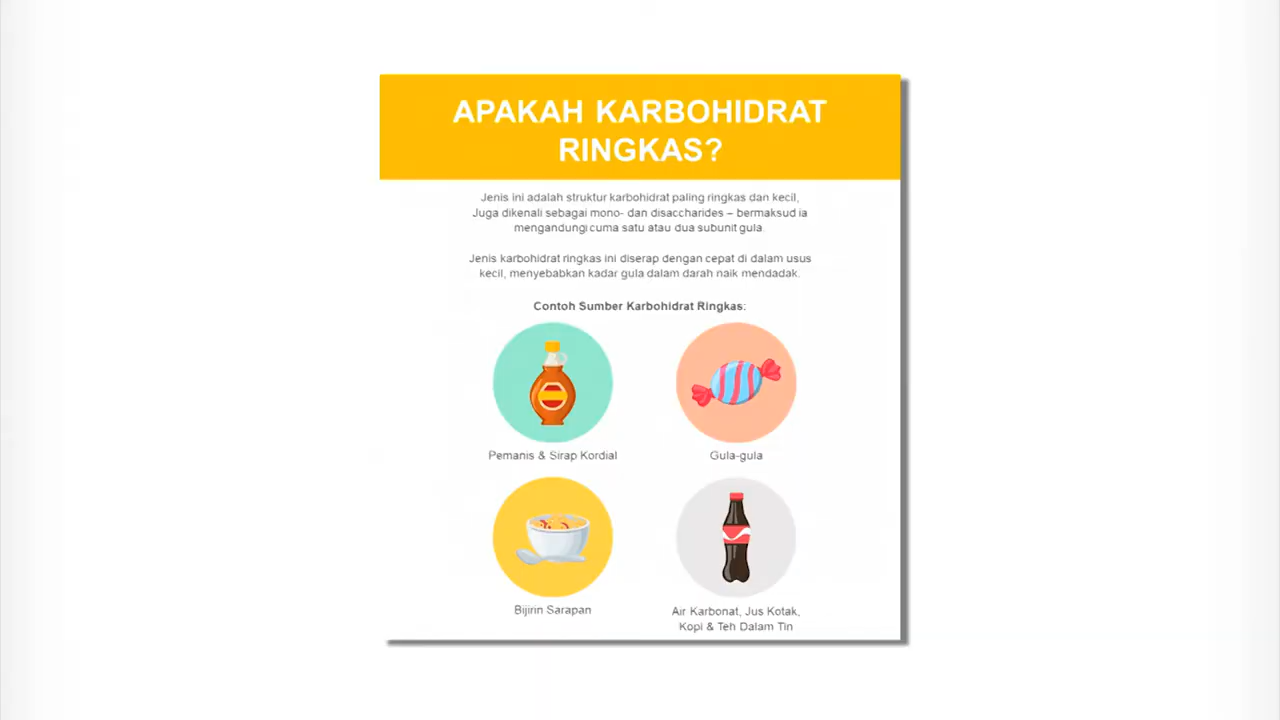 APAKAH KARBOHIDRAT
RINGKAS?
Jenis ini adalah struktur karbohidrat paling ringkas dan kecil,
Juga dikenali sebagai mono- dan disaccharides – bermaksud ia
mengandungi cuma satu atau dua subunit gula.
Jenis karbohidrat ringkas ini diserap dengan cepat di dalam usus
kecil, menyebabkan kadar gula dalam darah naik mendadak.
Contoh Sumber Karbohidrat Ringkas:
Pemanis & Sirap Kordial
Gula-gula
Bijirin Sarapan
Air Karbonat, Jus Kotak,
Kopi & Teh Dalam Tin